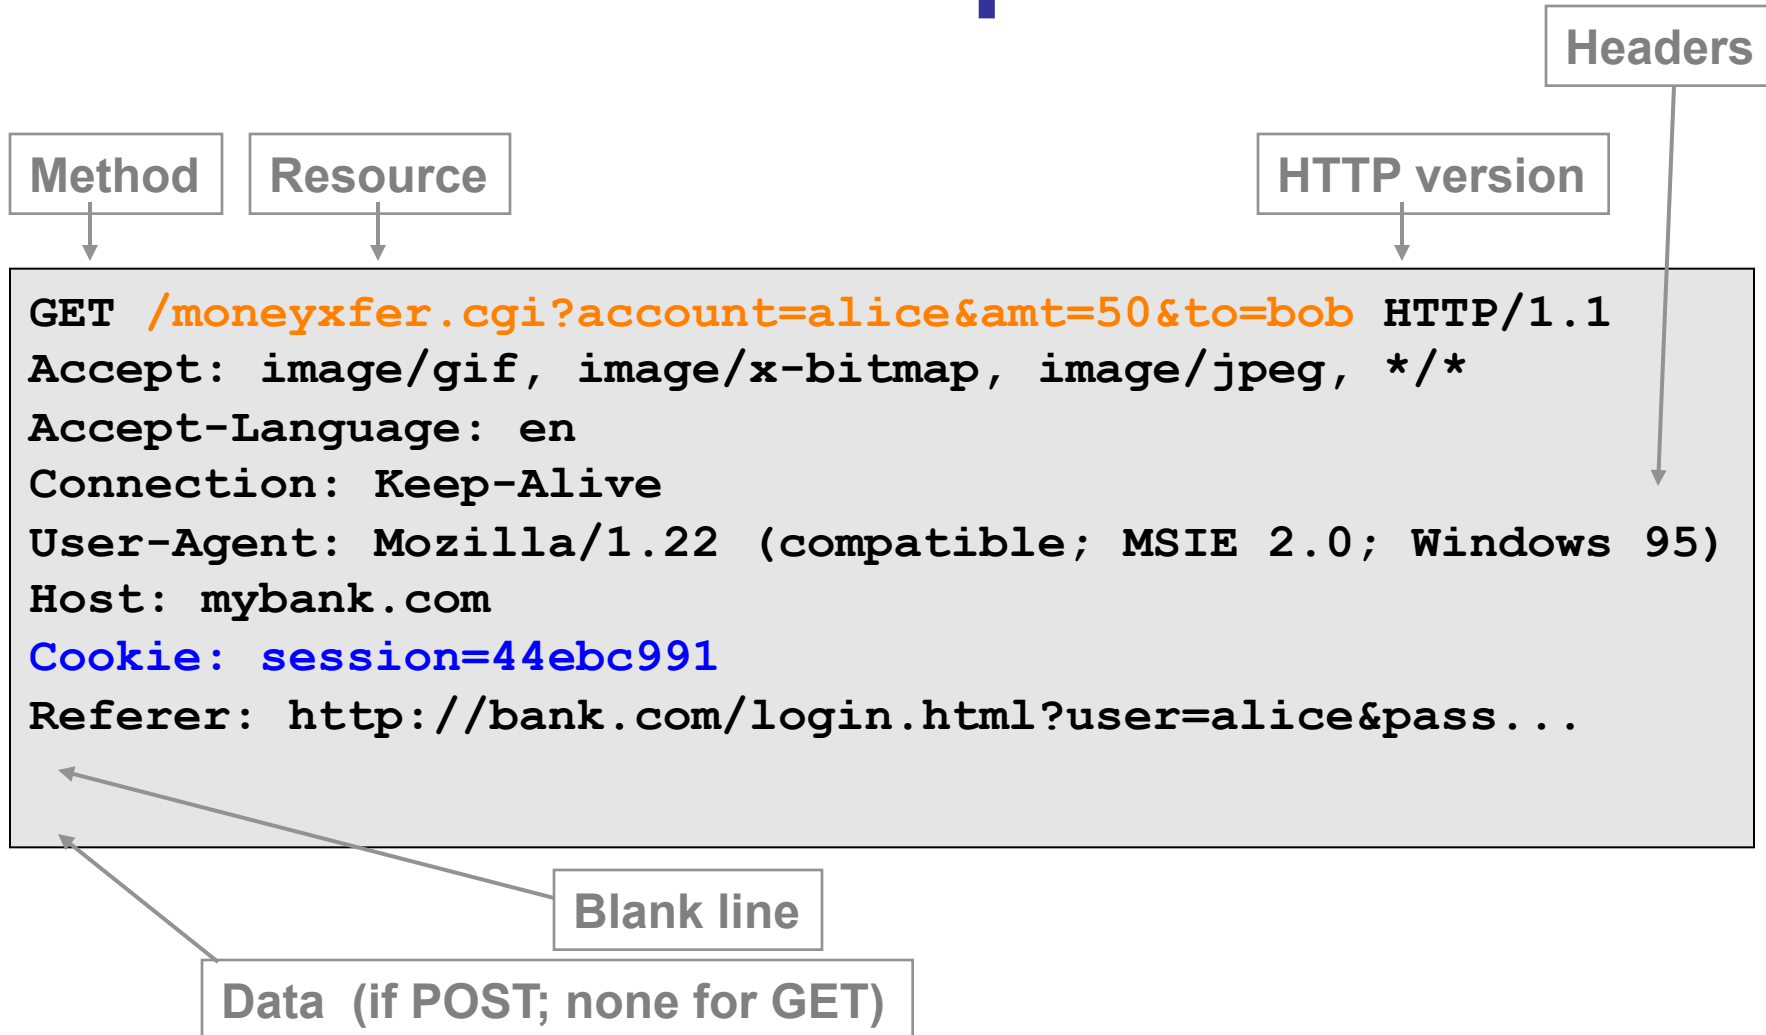 Headers
Method Resource HTTP version
GET /moneyxfer.cgi?account=alice&amt=50&to=bob HTTP/1.1
Accept: image/gif, image/x-bitmap, image/jpeg, */*
Accept-Language: en
Connection: Keep-Alive
User-Agent: Mozilla/1.22 (compatible; MSIE 2.0; Windows 95)
Host: mybank.com
Cookie: session=44ebc991
Referer: http://bank.com/login.html?user=alice&pass...
Blank line
Data (if POST; none for GET)